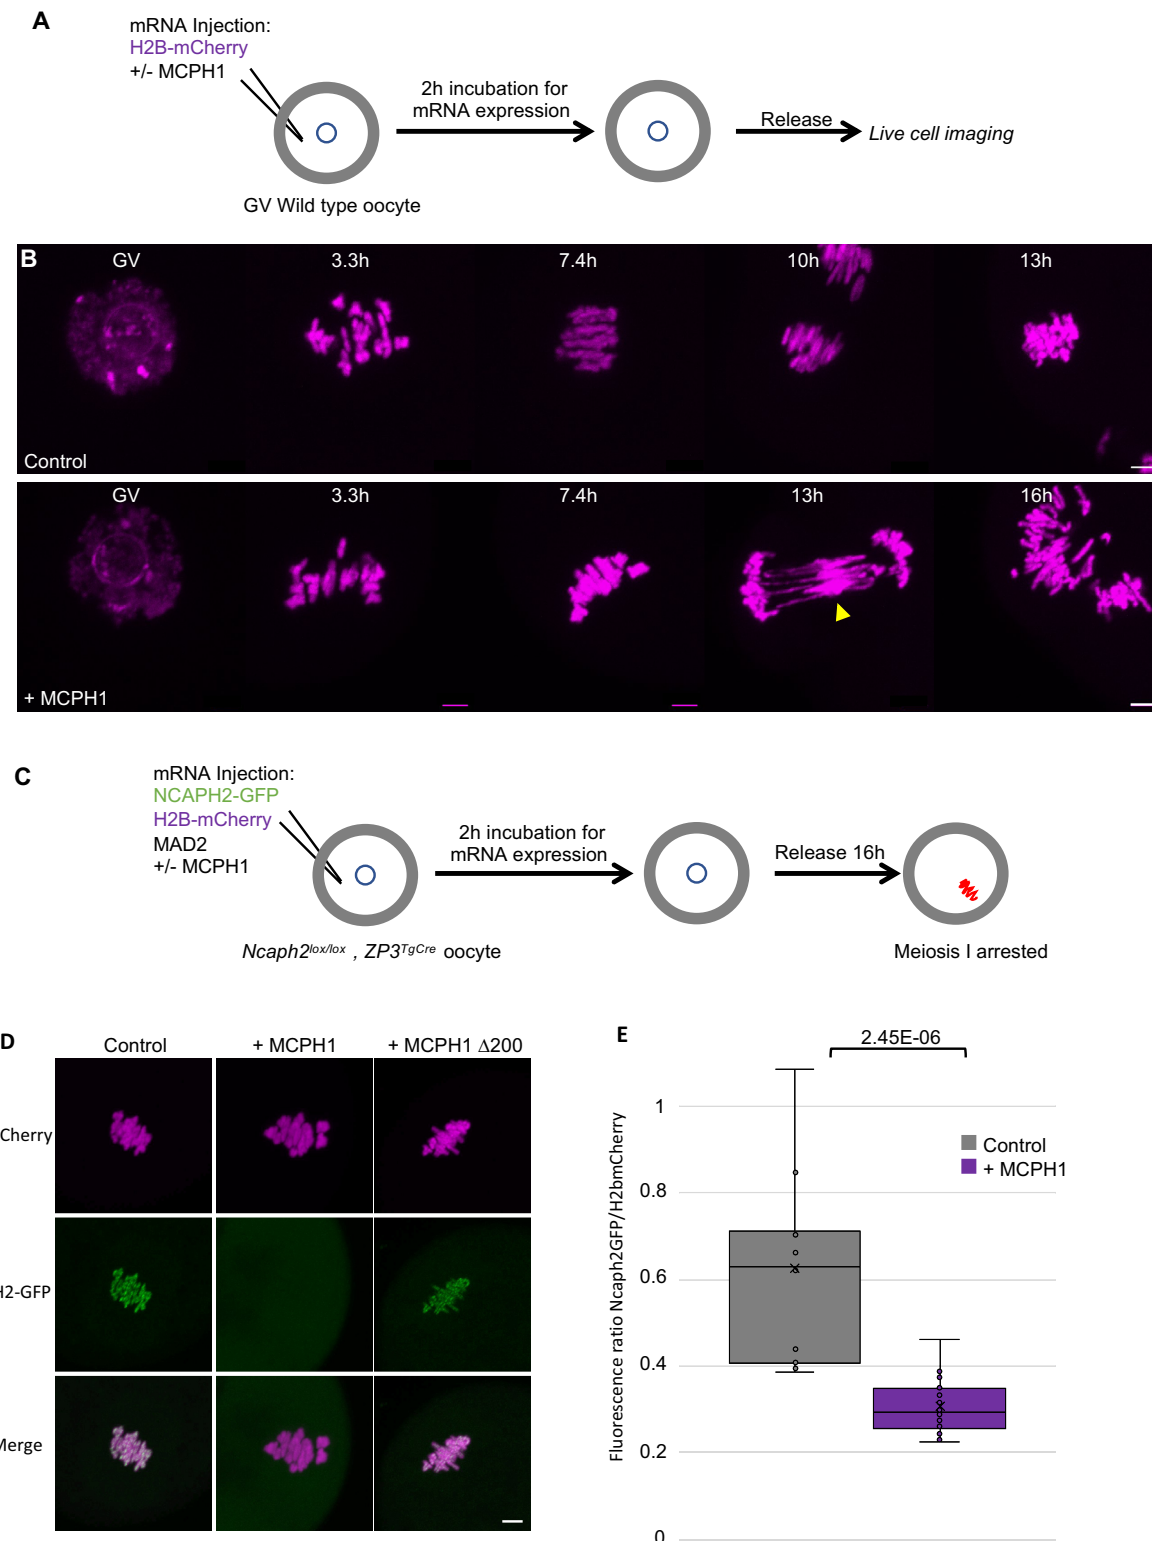 A
mRNA Injection:
H2B-mCherry
+/- MCPH1
2h incubation for
mRNA expression
Release
Live cell imaging
GV Wild type oocyte
B
GV
3.3h
7.4h
10h
13h
Control
GV
3.3h
7.4h
13h
16h
+ MCPH1
C
mRNA Injection:
NCAPH2-GFP
H2B-mCherry
MAD2
+/- MCPH1
2h incubation for
mRNA expression
Release 16h
Ncaph2lox/lox , ZP3TgCre oocyte
Meiosis I arrested
D
Control
+ MCPH1
+ MCPH1 Δ200
Cherry
H2-GFP
Merge
E
2.45E-06
Fluorescence ratio Ncaph2GFP/H2bmCherry
1
0.8
0.6
0.4
0.2
0
Control
+ MCPH1